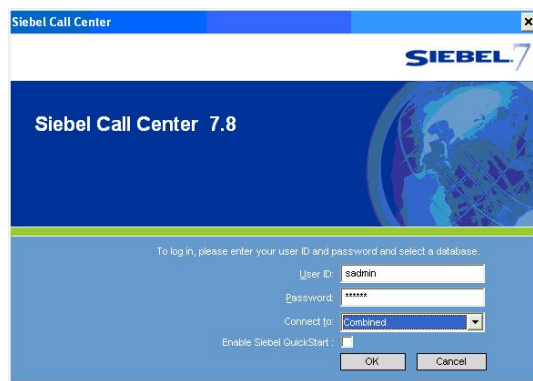 Siebel Call Center
SIEBEL.7
Siebel Call Center 7.8
To log in, please enter your user ID and password and select a database.
User ID: sadmin
Password: ******
Connect to: Combined
Enable Siebel QuickStart :
OK Cancel